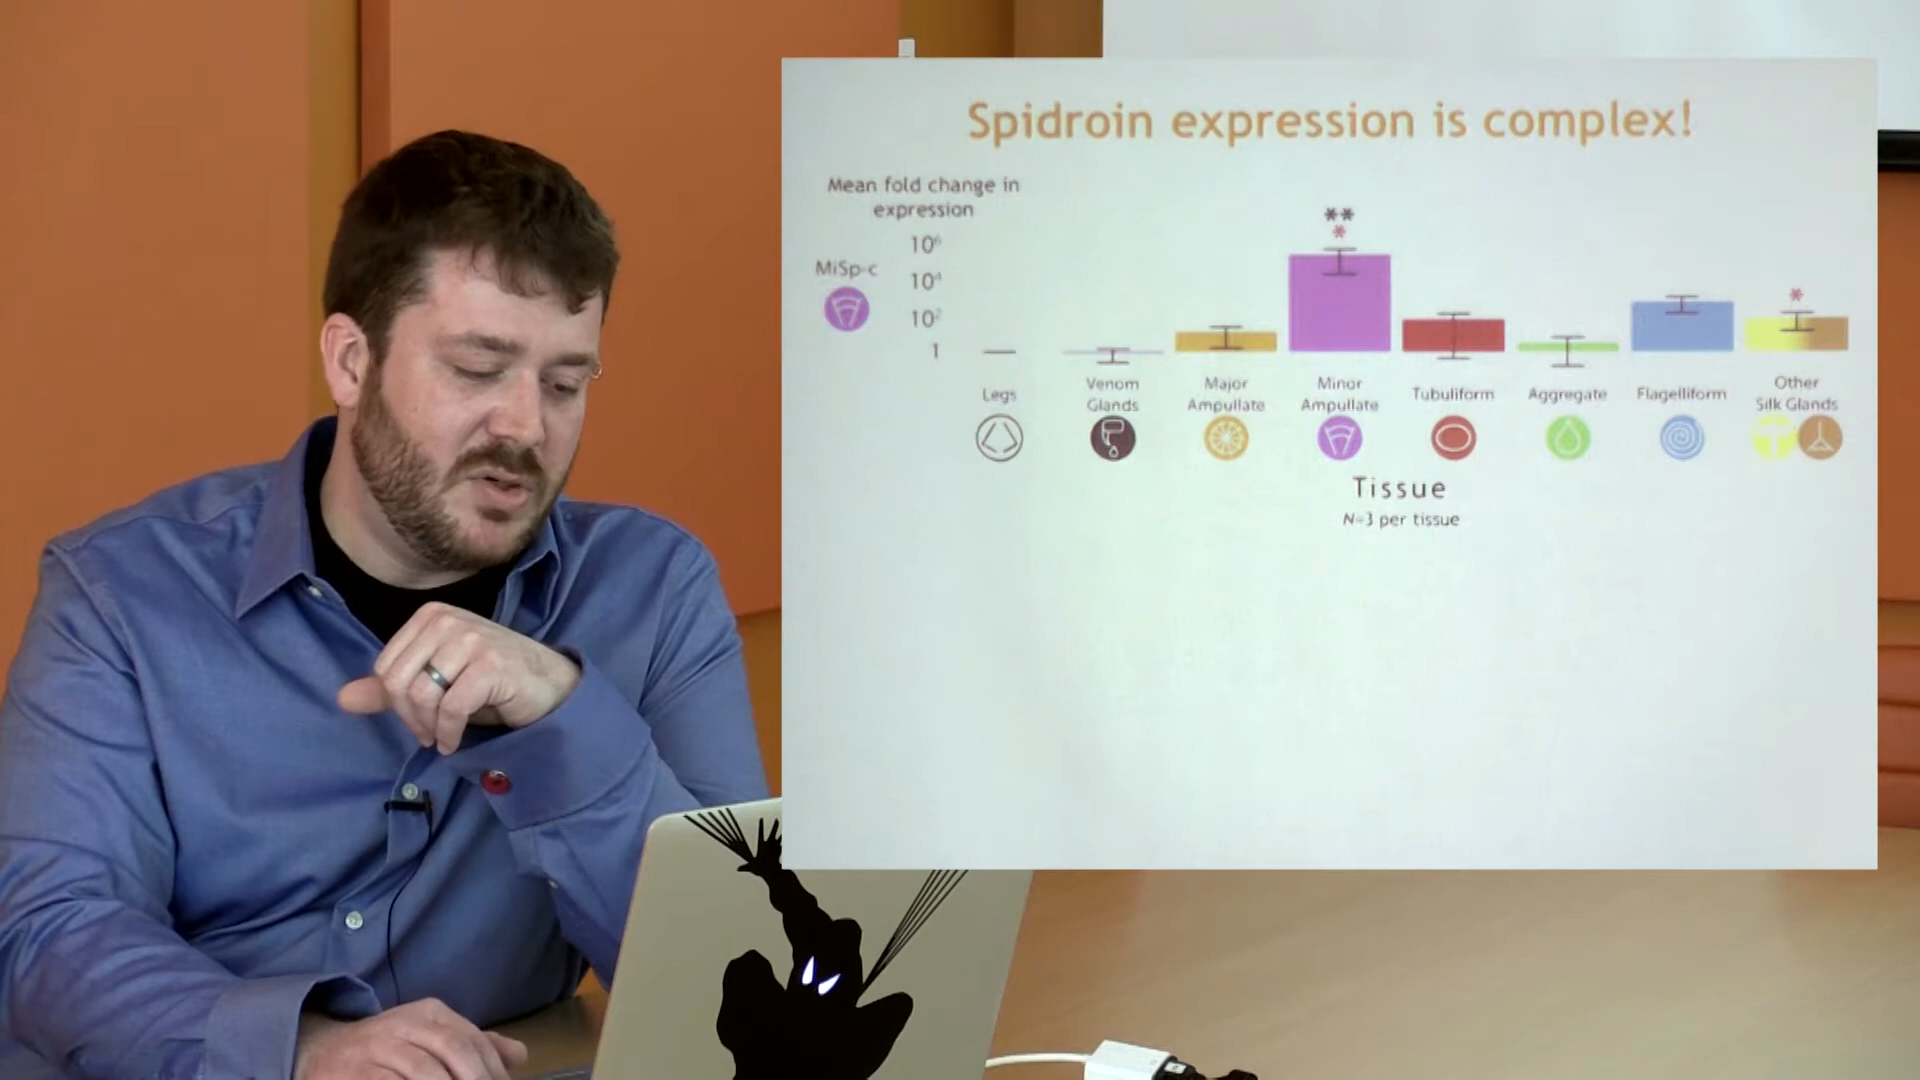 Spidroin expression is complex!
Mean fold change in
expression
MiSp-c
10⁶
10⁴
10²
1
**
*
*
Legs
Venom
Glands
Major
Ampullate
Minor
Ampullate
Tubuliform
Aggregate
Flagelliform
Other
Silk Glands
Tissue
N=3 per tissue